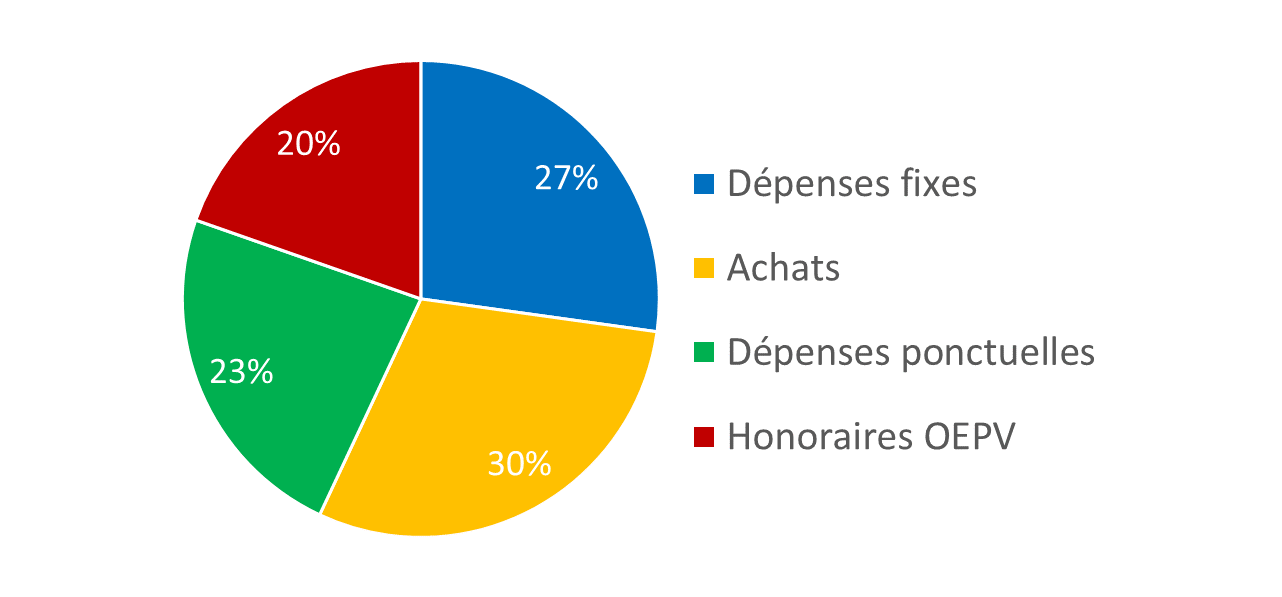 20%
27%
23%
30%
Dépenses fixes
Achats
Dépenses ponctuelles
Honoraires OEPV